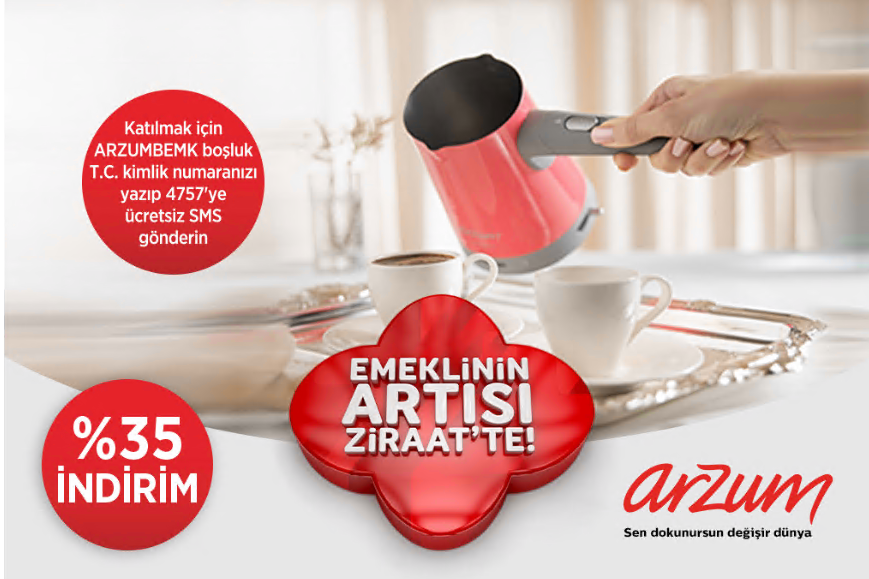 Katılmak için
ARZUMBEMK boşluk
T.C. kimlik numaranızı
yazıp 4757'ye
ücretsiz SMS
gönderin
EMEKLİNİN
ARTISI
ZİRAAT'TE!
%35
İNDİRİM
arzum
Sen dokunursun değişir dünya